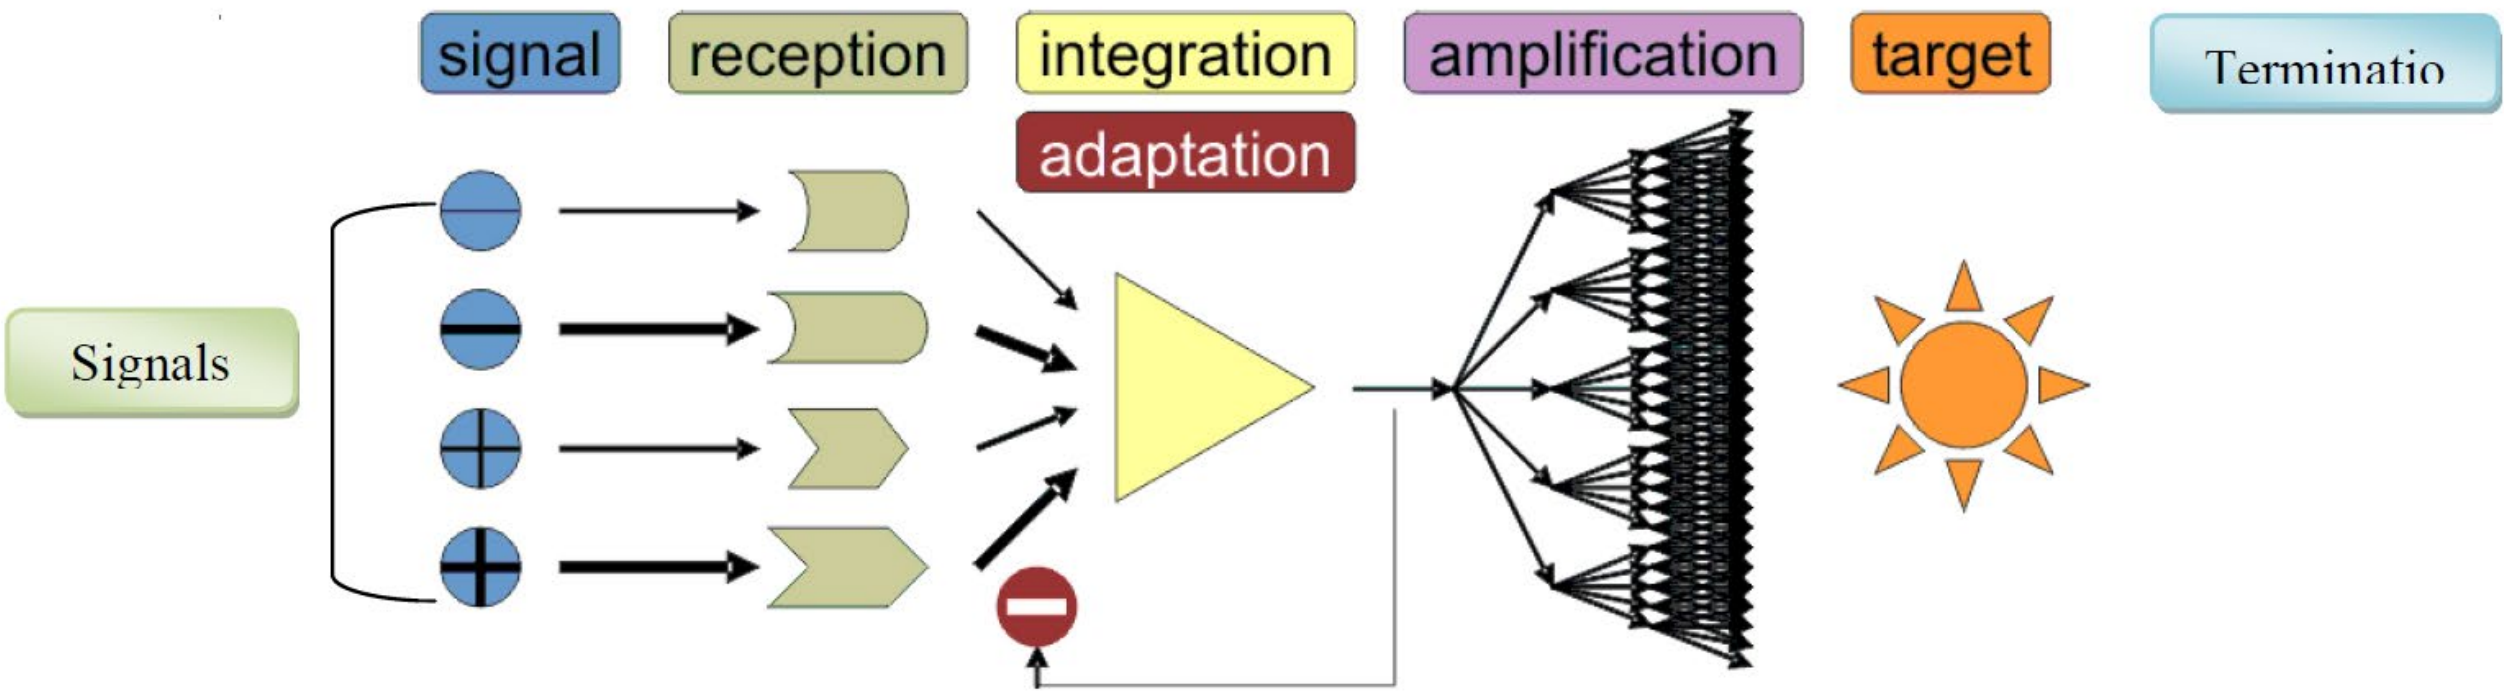 signal reception integration amplification target Terminatio
adaptation
Signals